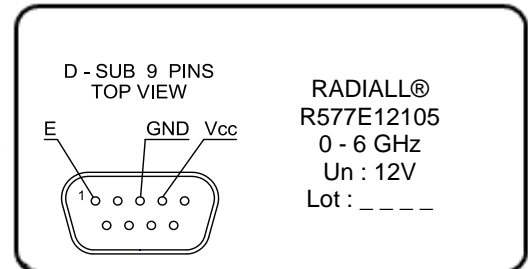 D - SUB 9 PINS
TOP VIEW
E GND Vcc
1
RADIALL®
R577E12105
0 - 6 GHz
Un : 12V
Lot : _ _ _ _